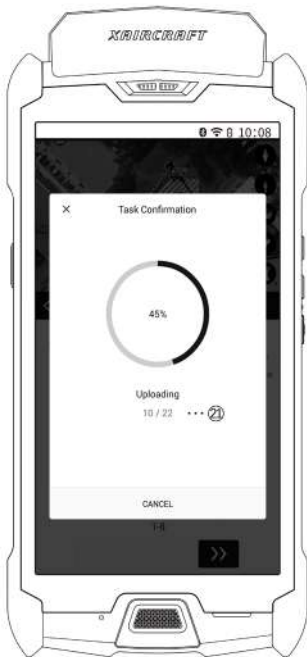 XAIRCRAFT
10:08
× Task Confirmation
45%
Uploading
10 / 22 ··· ㉑
CANCEL
>>